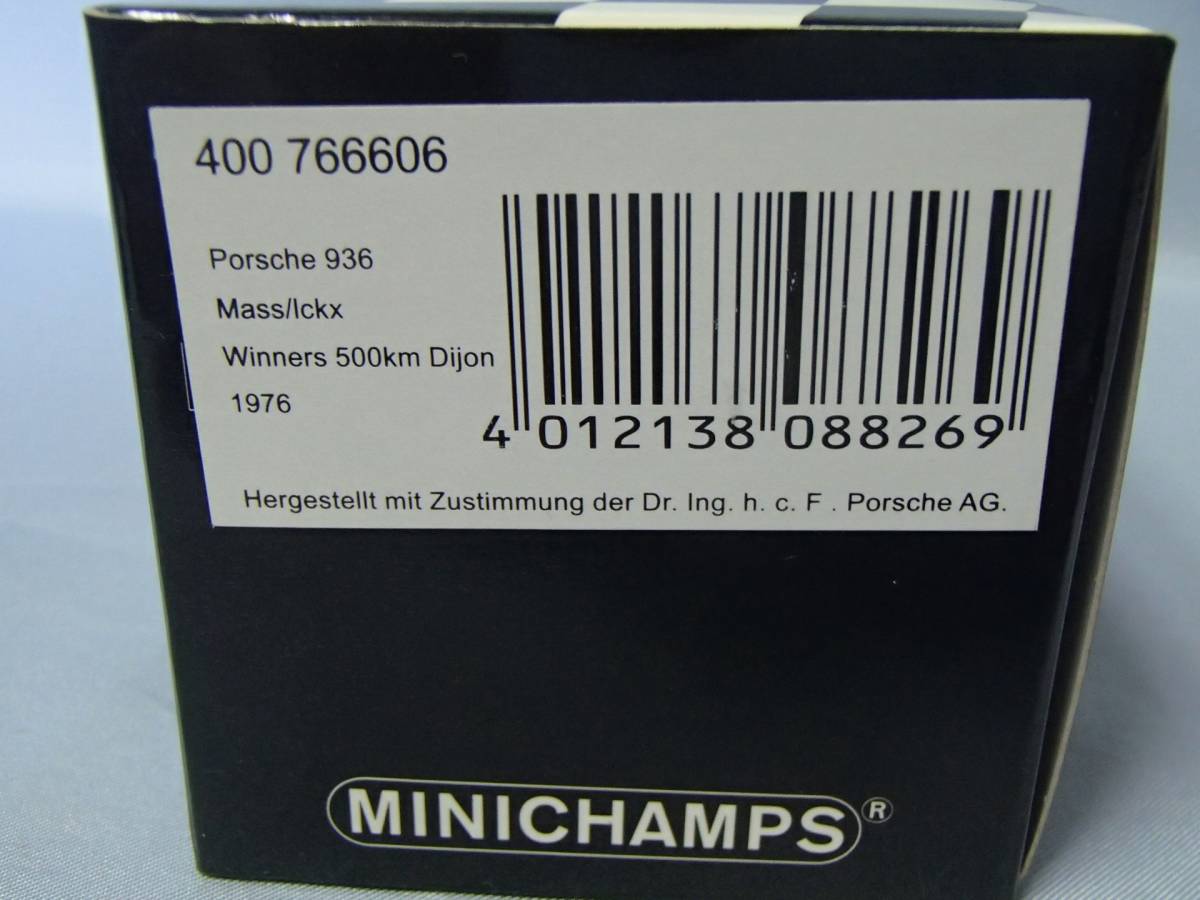 400 766606
Porsche 936
Mass/Ickx
Winners 500km Dijon
1976
4 012138 088269
Hergestellt mit Zustimmung der Dr. Ing. h. c. F . Porsche AG.
MINICHAMPS®